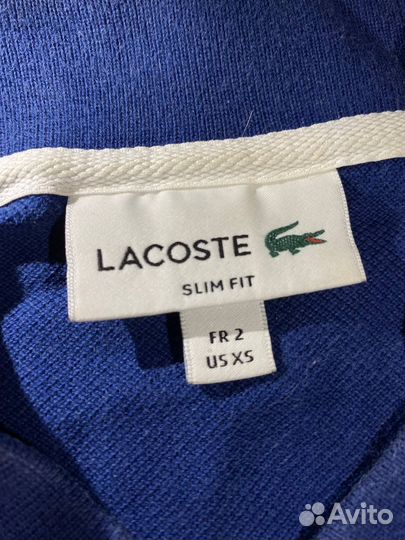 LACOSTE
SLIM FIT
FR 2
US XS
Avito